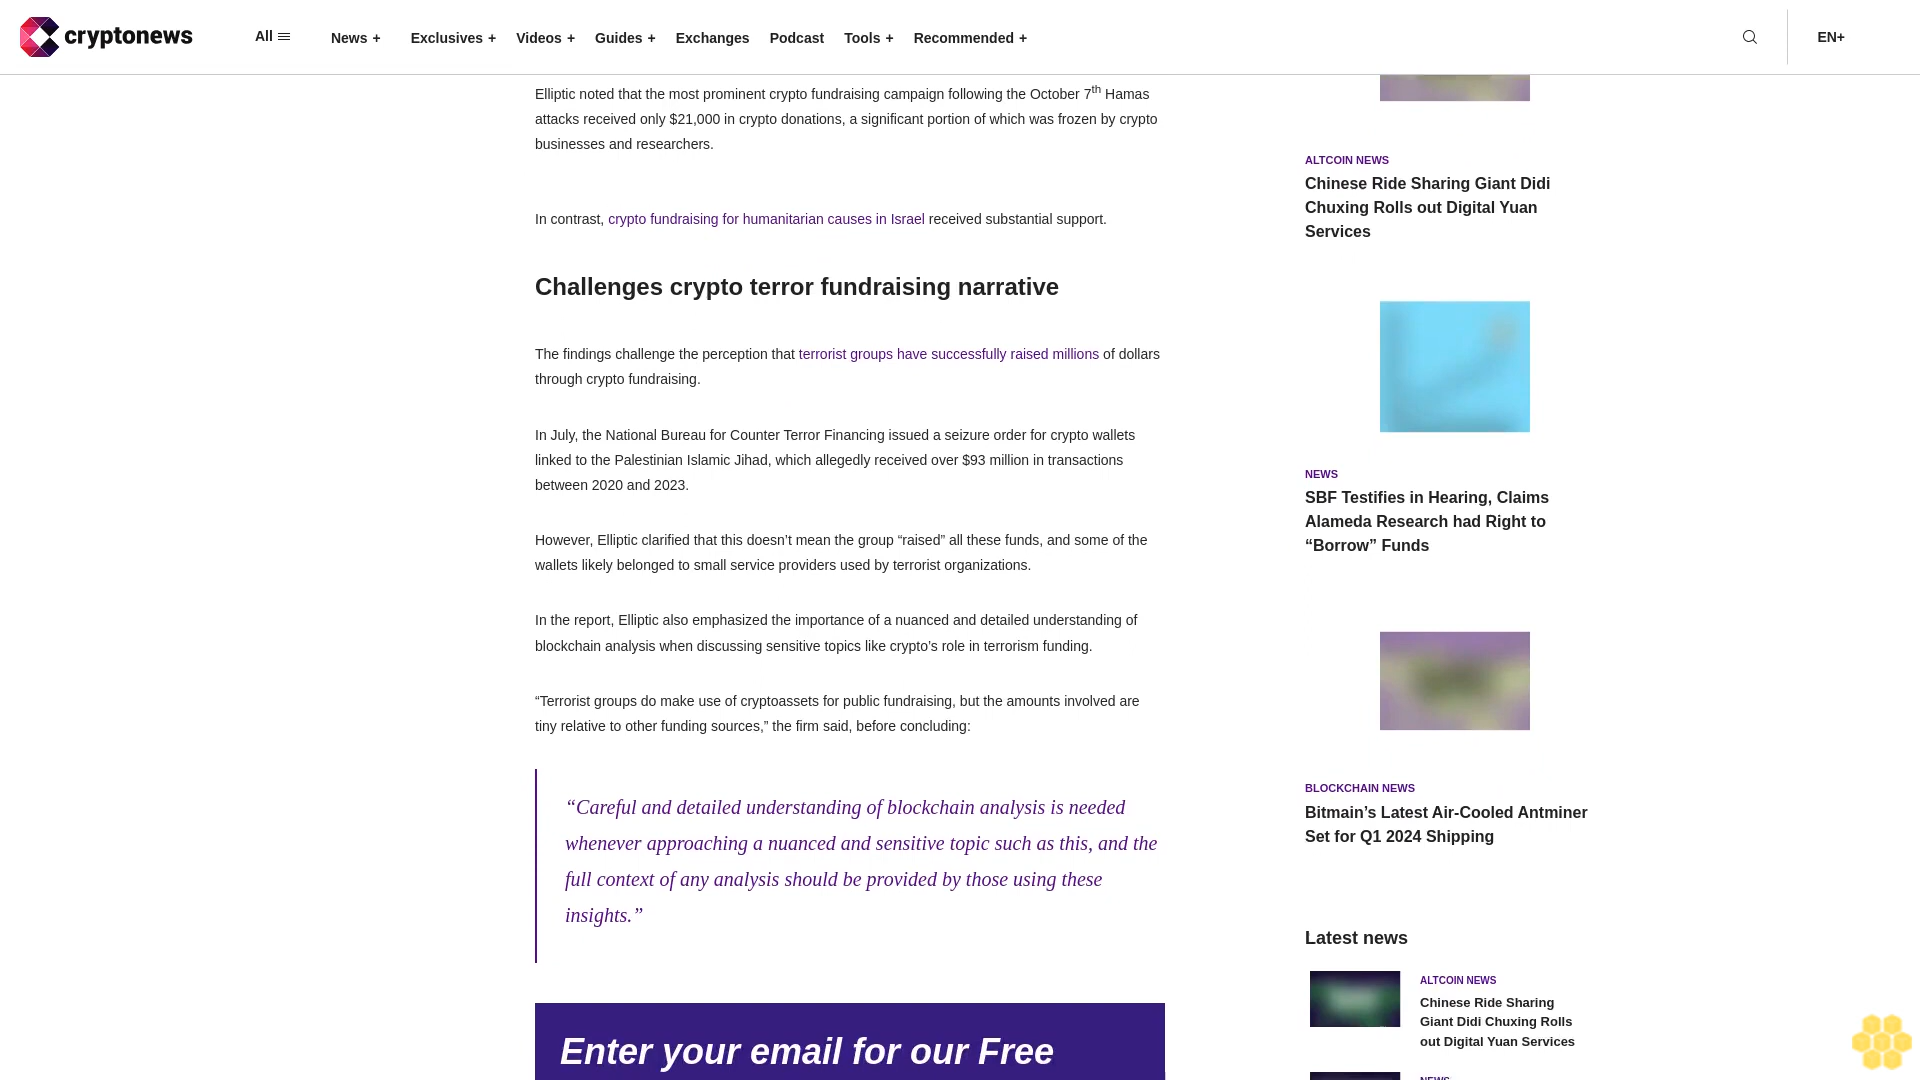 cryptonews
All
News +
Exclusives +
Videos +
Guides +
Exchanges
Podcast
Tools +
Recommended +
EN+
Elliptic noted that the most prominent crypto fundraising campaign following the October 7th Hamas
attacks received only $21,000 in crypto donations, a significant portion of which was frozen by crypto
businesses and researchers.
In contrast, crypto fundraising for humanitarian causes in Israel received substantial support.
Challenges crypto terror fundraising narrative
The findings challenge the perception that terrorist groups have successfully raised millions of dollars
through crypto fundraising.
In July, the National Bureau for Counter Terror Financing issued a seizure order for crypto wallets
linked to the Palestinian Islamic Jihad, which allegedly received over $93 million in transactions
between 2020 and 2023.
However, Elliptic clarified that this doesn’t mean the group “raised” all these funds, and some of the
wallets likely belonged to small service providers used by terrorist organizations.
In the report, Elliptic also emphasized the importance of a nuanced and detailed understanding of
blockchain analysis when discussing sensitive topics like crypto’s role in terrorism funding.
“Terrorist groups do make use of cryptoassets for public fundraising, but the amounts involved are
tiny relative to other funding sources,” the firm said, before concluding:
“Careful and detailed understanding of blockchain analysis is needed
whenever approaching a nuanced and sensitive topic such as this, and the
full context of any analysis should be provided by those using these
insights.”
Enter your email for our Free
ALTCOIN NEWS
Chinese Ride Sharing Giant Didi
Chuxing Rolls out Digital Yuan
Services
NEWS
SBF Testifies in Hearing, Claims
Alameda Research had Right to
“Borrow” Funds
BLOCKCHAIN NEWS
Bitmain’s Latest Air-Cooled Antminer
Set for Q1 2024 Shipping
Latest news
ALTCOIN NEWS
Chinese Ride Sharing
Giant Didi Chuxing Rolls
out Digital Yuan Services
NEWS